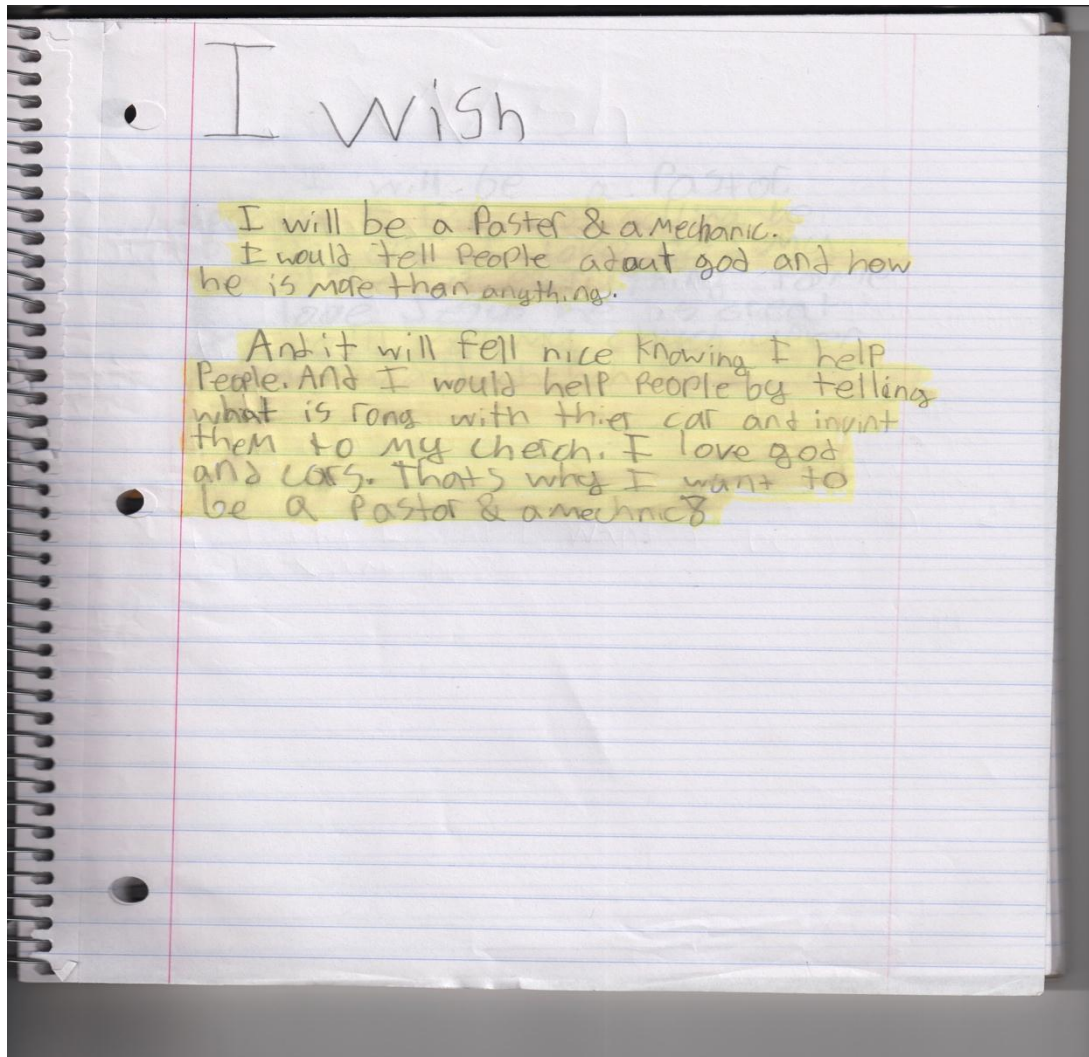 I wish
I will be a Paster & a Mechanic.
I would tell People adout god and how
he is more than angthing.
And it will fell nice knowing I help
People. And I would help People by telling
what is rong with thier car and invint
them to my cherch. I love god
and cars. Thats why I want to
be a Pastor & a mechnic